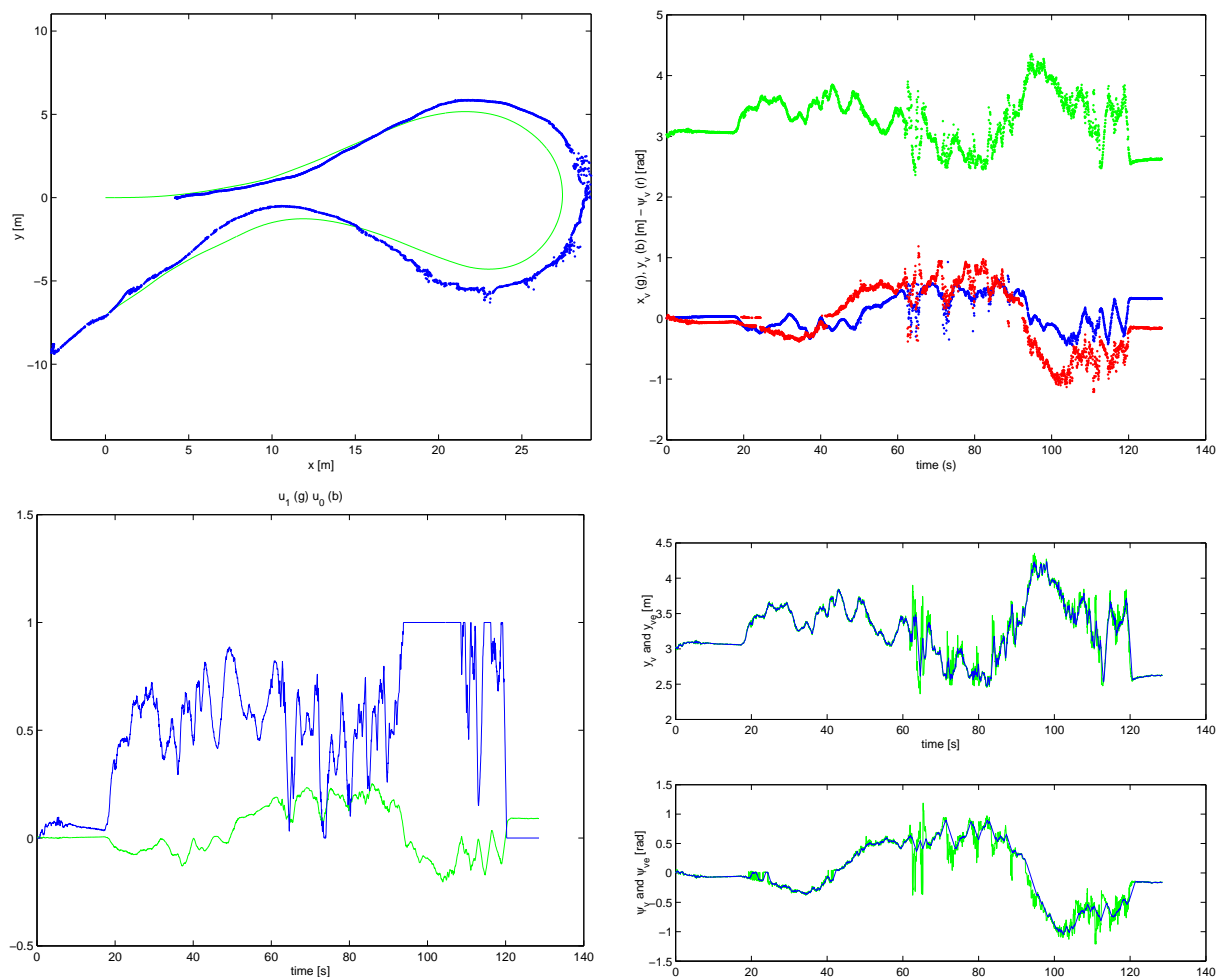 10
5
0
−5
−10
y [m]
0 5 10 15 20 25
x [m]
5
4
3
2
1
0
−1
−2
x_v (g), y_v (b) [m] − ψ_v (r) [rad]
0 20 40 60 80 100 120 140
time (s)
u_1 (g) u_0 (b)
1.5
1
0.5
0
−0.5
0 20 40 60 80 100 120 140
time [s]
4.5
4
3.5
3
2.5
2
y_v and y_ve [m]
0 20 40 60 80 100 120 140
time [s]
1.5
1
0.5
0
−0.5
−1
−1.5
ψ_v and ψ_ve [rad]
0 20 40 60 80 100 120 140
time [s]